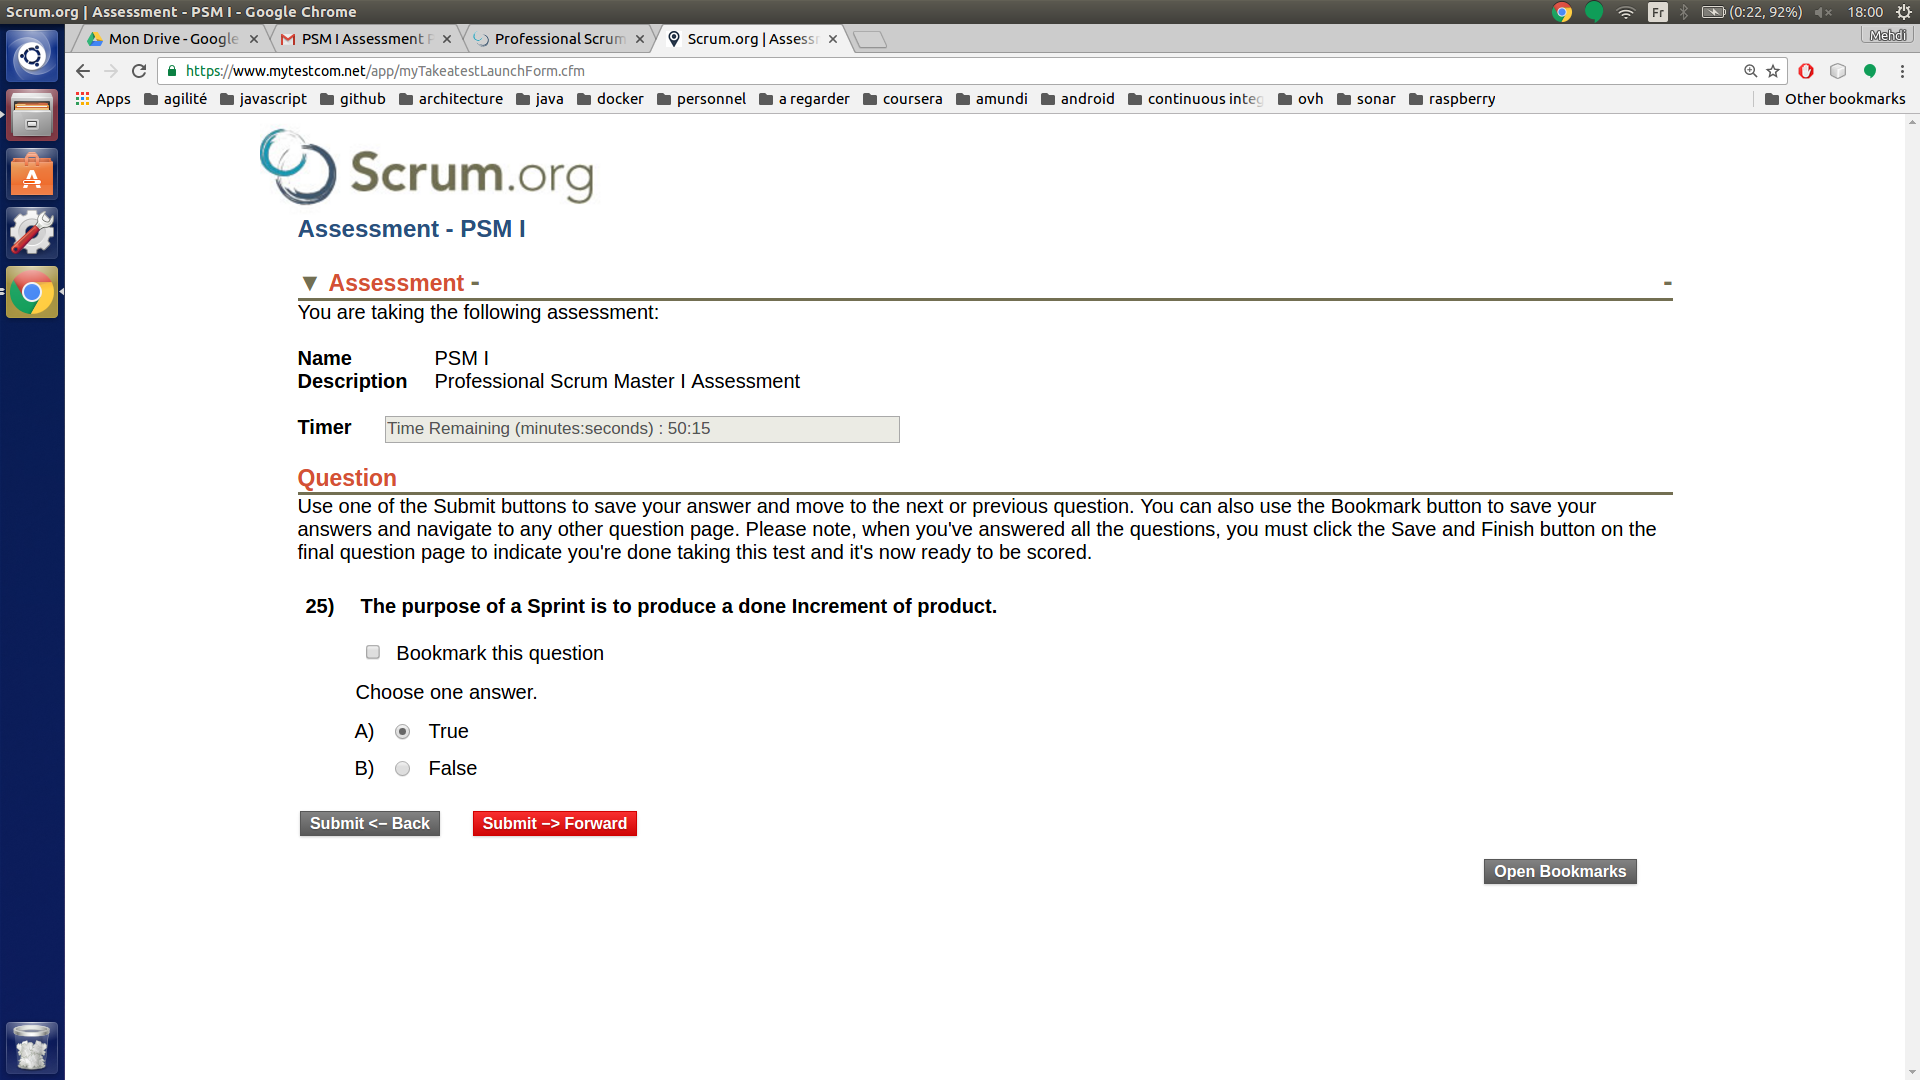 Scrum.org | Assessment - PSM I - Google Chrome
Fr
(0:22, 92%)
18:00
Mon Drive - Google
PSM I Assessment
Professional Scrum
Scrum.org | Assess
Mehdi
https://www.mytestcom.net/app/myTakeatestLaunchForm.cfm
Apps agilité javascript github architecture java docker personnel a regarder coursera amundi android continuous integ ovh sonar raspberry Other bookmarks
Scrum.org
Assessment - PSM I
▼ Assessment - -
You are taking the following assessment:
Name PSM I
Description Professional Scrum Master I Assessment
Timer Time Remaining (minutes:seconds) : 50:15
Question
Use one of the Submit buttons to save your answer and move to the next or previous question. You can also use the Bookmark button to save your
answers and navigate to any other question page. Please note, when you've answered all the questions, you must click the Save and Finish button on the
final question page to indicate you're done taking this test and it's now ready to be scored.
25) The purpose of a Sprint is to produce a done Increment of product.
Bookmark this question
Choose one answer.
A) True
B) False
Submit <– Back Submit –> Forward
Open Bookmarks